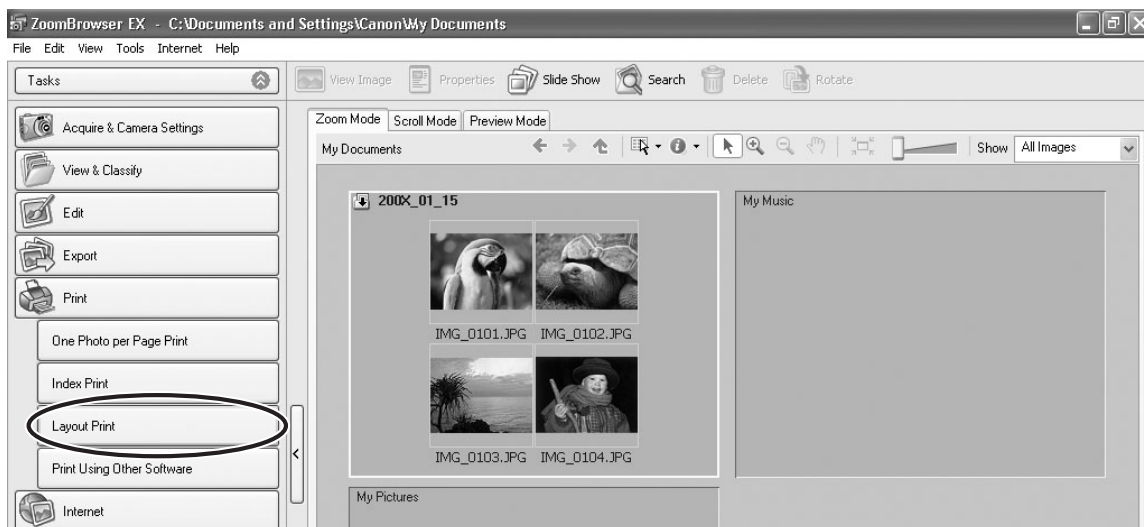 ZoomBrowser EX - C:\Documents and Settings\Canon\My Documents
File Edit View Tools Internet Help
Tasks
View Image Properties Slide Show Search Delete Rotate
Acquire & Camera Settings
View & Classify
Edit
Export
Print
One Photo per Page Print
Index Print
Layout Print
Print Using Other Software
Internet
Zoom Mode Scroll Mode Preview Mode
My Documents Show All Images
200X_01_15
IMG_0101.JPG IMG_0102.JPG
IMG_0103.JPG IMG_0104.JPG
My Music
My Pictures